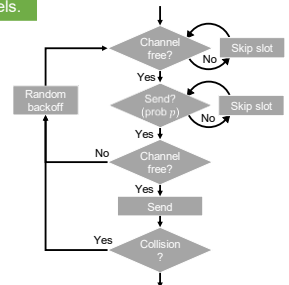 els.
Channel
free?
No
Skip slot
Yes
Random
backoff
Send?
(prob p)
No
Skip slot
Yes
No
Channel
free?
Yes
Send
Yes
Collision
?